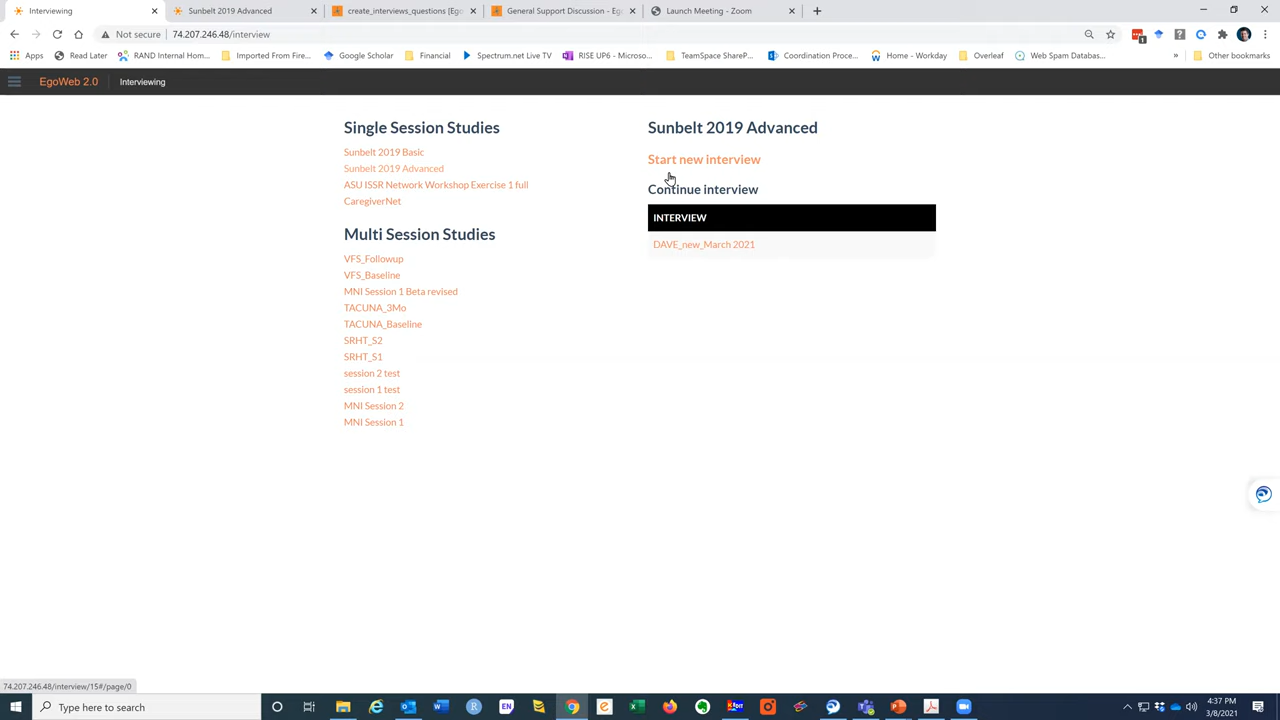 Interviewing
Sunbelt 2019 Advanced
create_interviews_questions [Ego
General Support Discussion - Ego
Launch Meeting - Zoom
Not secure
74.207.246.48/interview
1
Apps
Read Later
RAND Internal Hom...
Imported From Fire...
Google Scholar
Financial
Spectrum.net Live TV
RISE UP6 - Microso...
TeamSpace ShareP...
Coordination Proce...
Home - Workday
Overleaf
Web Spam Databas...
»
Other bookmarks
EgoWeb 2.0
Interviewing
Single Session Studies
Sunbelt 2019 Basic
Sunbelt 2019 Advanced
ASU ISSR Network Workshop Exercise 1 full
CaregiverNet
Multi Session Studies
VFS_Followup
VFS_Baseline
MNI Session 1 Beta revised
TACUNA_3Mo
TACUNA_Baseline
SRHT_S2
SRHT_S1
session 2 test
session 1 test
MNI Session 2
MNI Session 1
Sunbelt 2019 Advanced
Start new interview
Continue interview
INTERVIEW
DAVE_new_March 2021
74.207.246.48/interview/15#/page/0
Type here to search
EN
4:37 PM
3/8/2021